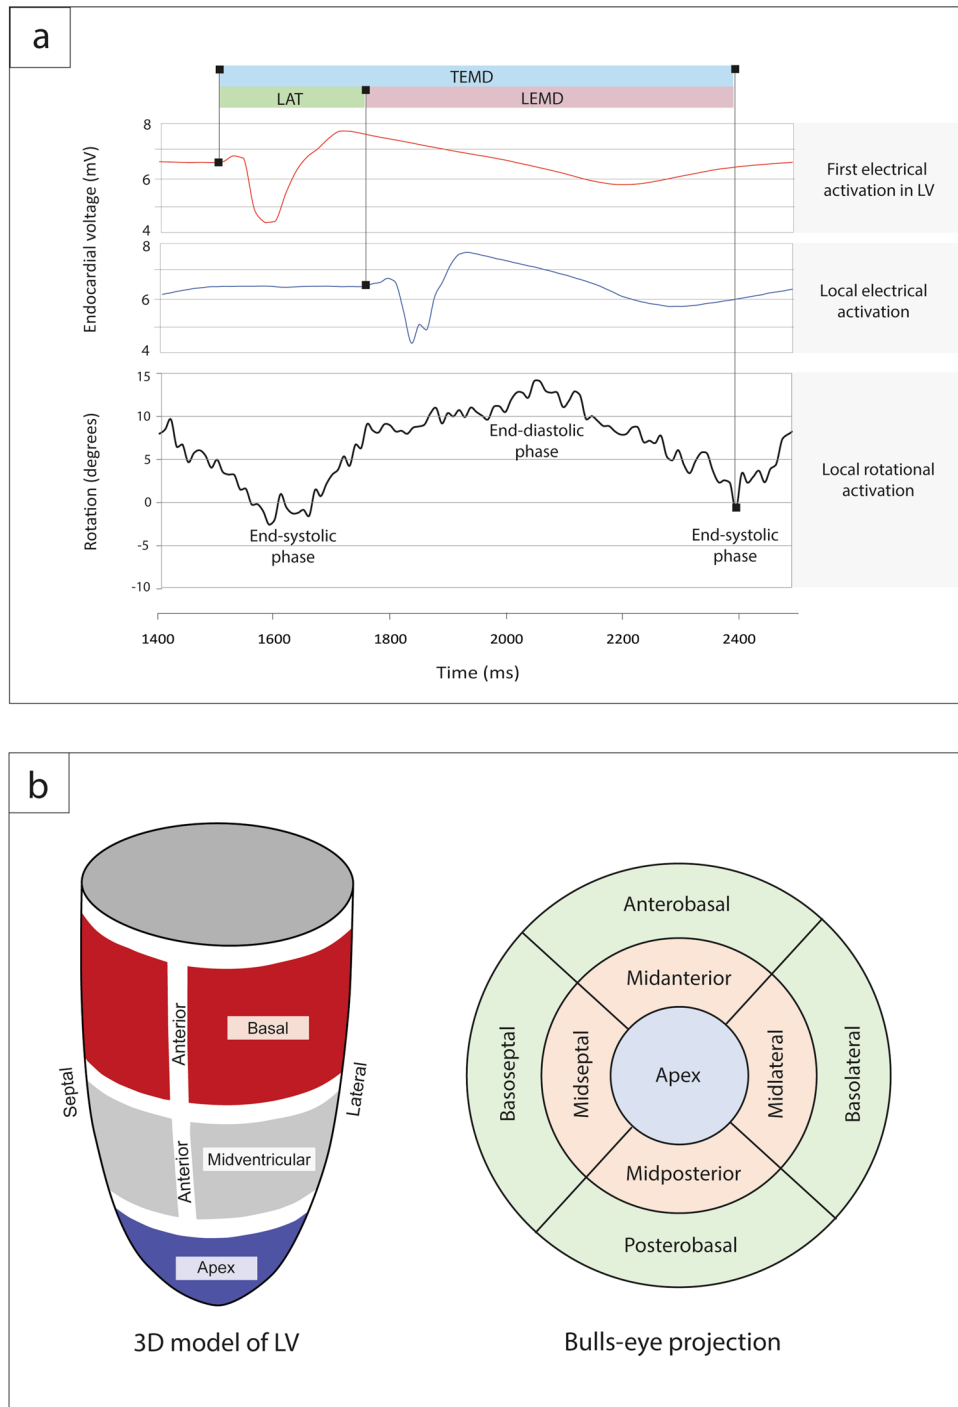 a
TEMD
LAT
LEMD
Endocardial voltage (mV)
8
6
4
First electrical
activation in LV
8
6
4
Local electrical
activation
Rotation (degrees)
15
10
5
0
-5
-10
End-systolic
phase
End-diastolic
phase
End-systolic
phase
Local rotational
activation
1400 1600 1800 2000 2200 2400
Time (ms)
b
Septal
Anterior
Basal
Lateral
Anterior
Midventricular
Apex
3D model of LV
Anterobasal
Midanterior
Basoseptal
Midseptal
Apex
Midlateral
Basolateral
Midposterior
Posterobasal
Bulls-eye projection